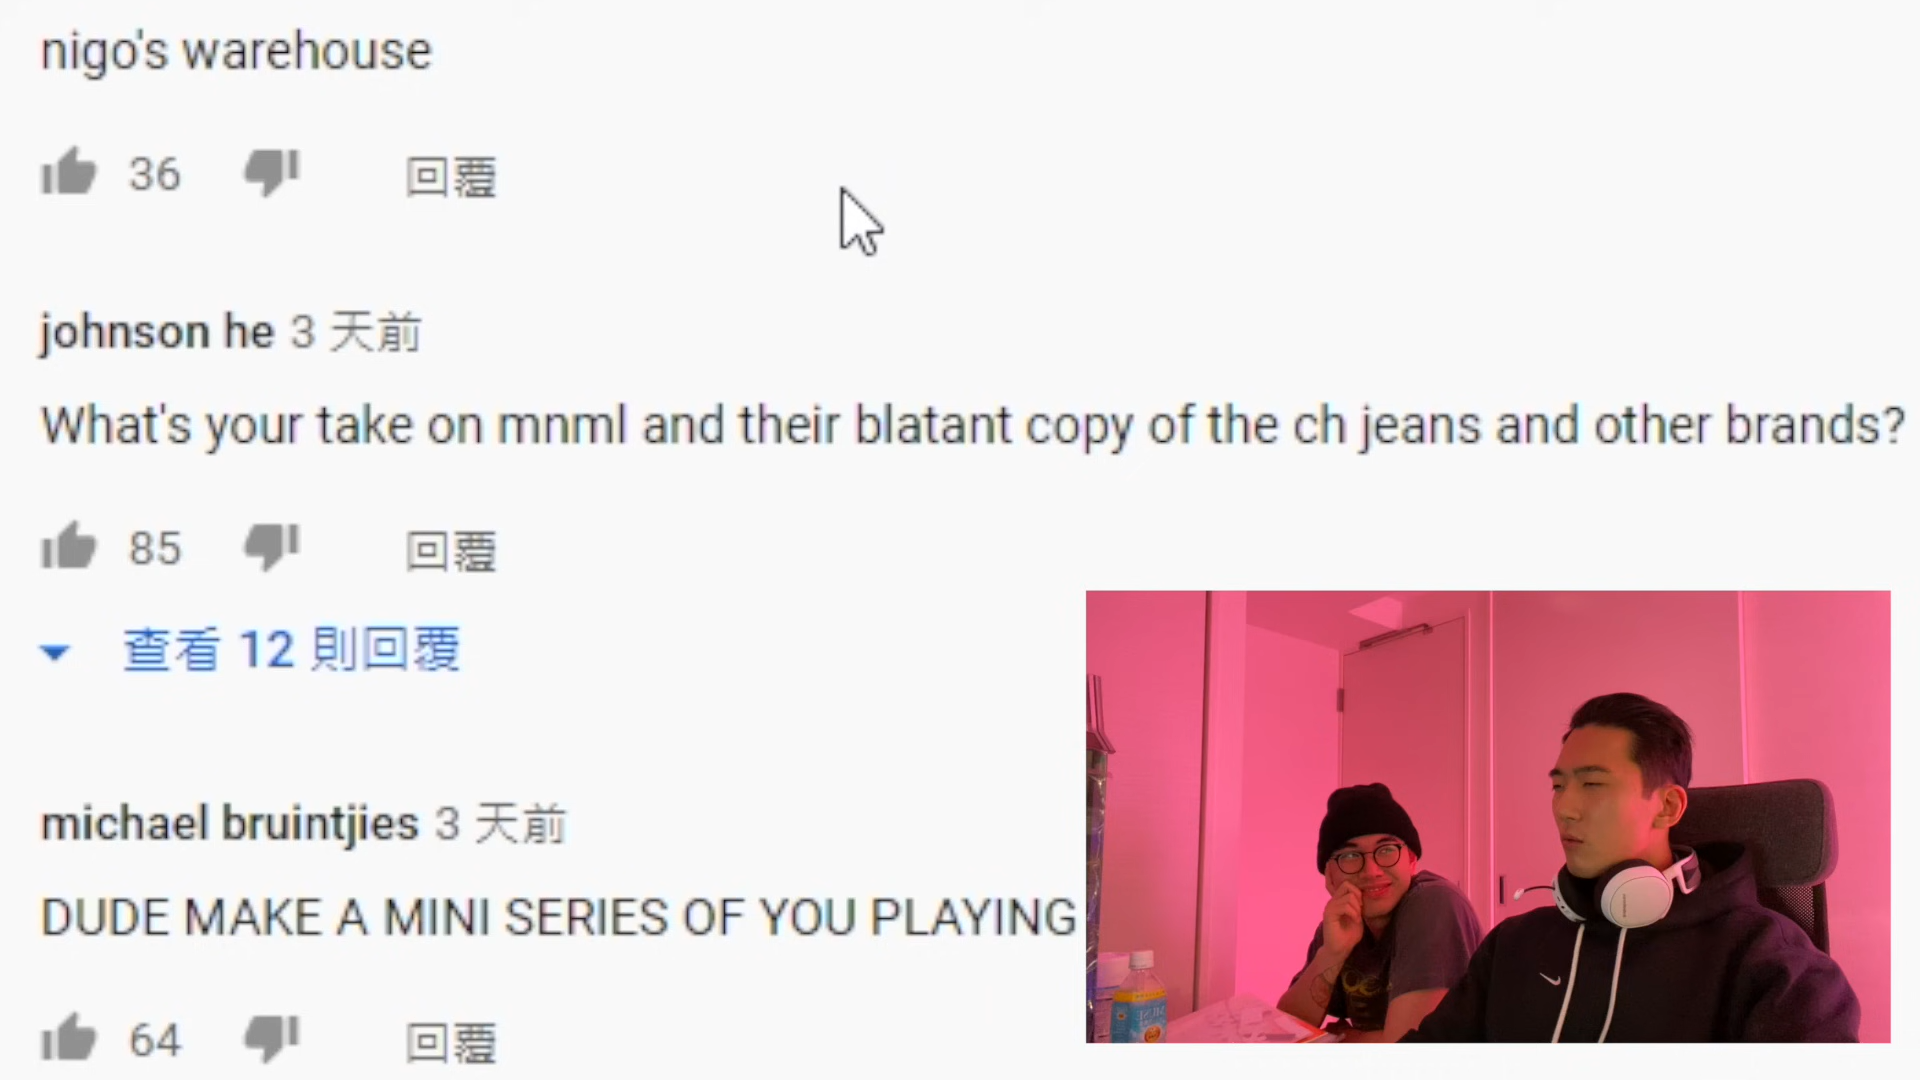 nigo's warehouse
36 回覆
johnson he 3 天前
What's your take on mnml and their blatant copy of the ch jeans and other brands?
85 回覆
查看 12 則回覆
michael bruintjies 3 天前
DUDE MAKE A MINI SERIES OF YOU PLAYING
64 回覆